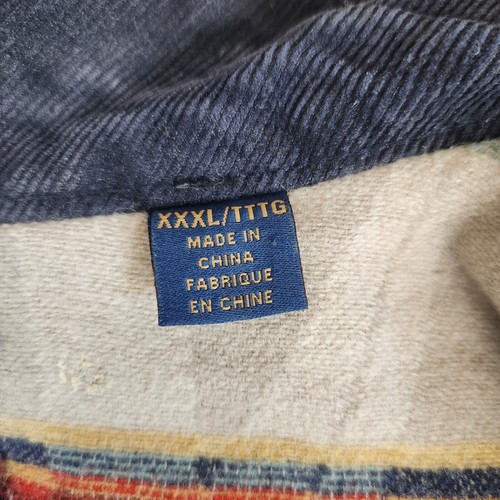 XXXL/TTTG
MADE IN
CHINA
FABRIQUE
EN CHINE